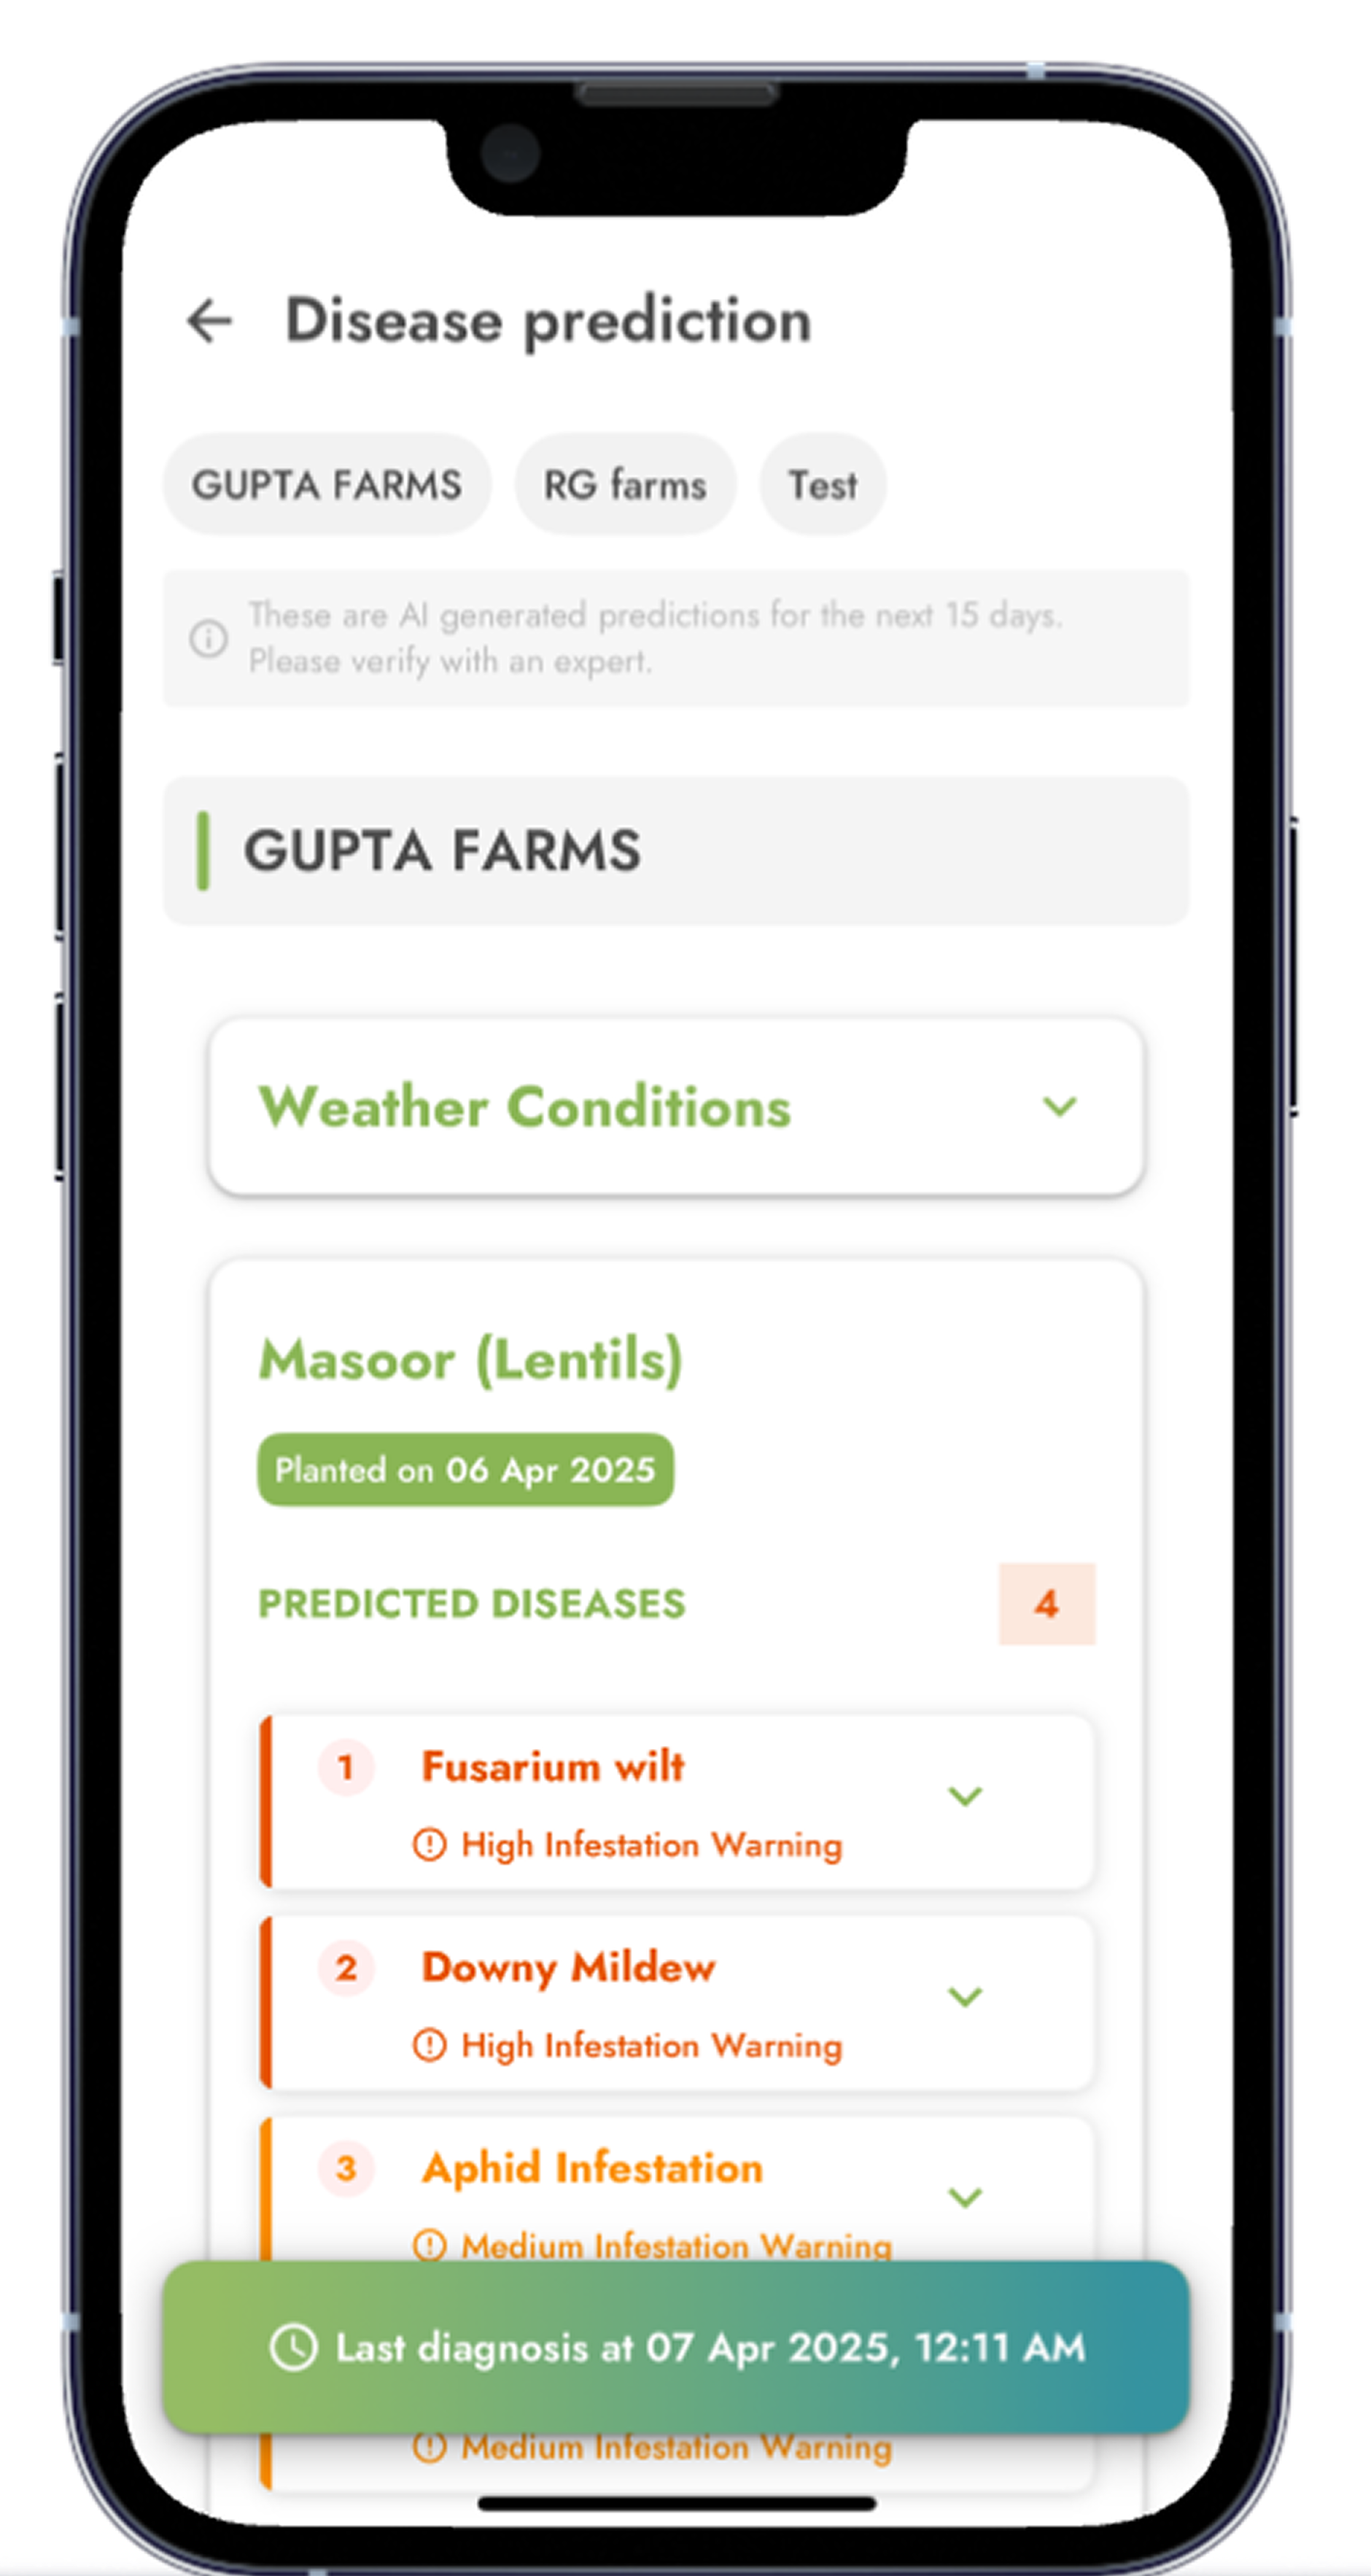 Disease prediction
GUPTA FARMS RG farms Test
These are AI generated predictions for the next 15 days.
Please verify with an expert.
GUPTA FARMS
Weather Conditions
Masoor (Lentils)
Planted on 06 Apr 2025
PREDICTED DISEASES 4
1 Fusarium wilt
High Infestation Warning
2 Downy Mildew
High Infestation Warning
3 Aphid Infestation
Medium Infestation Warning
Last diagnosis at 07 Apr 2025, 12:11 AM
Medium Infestation Warning